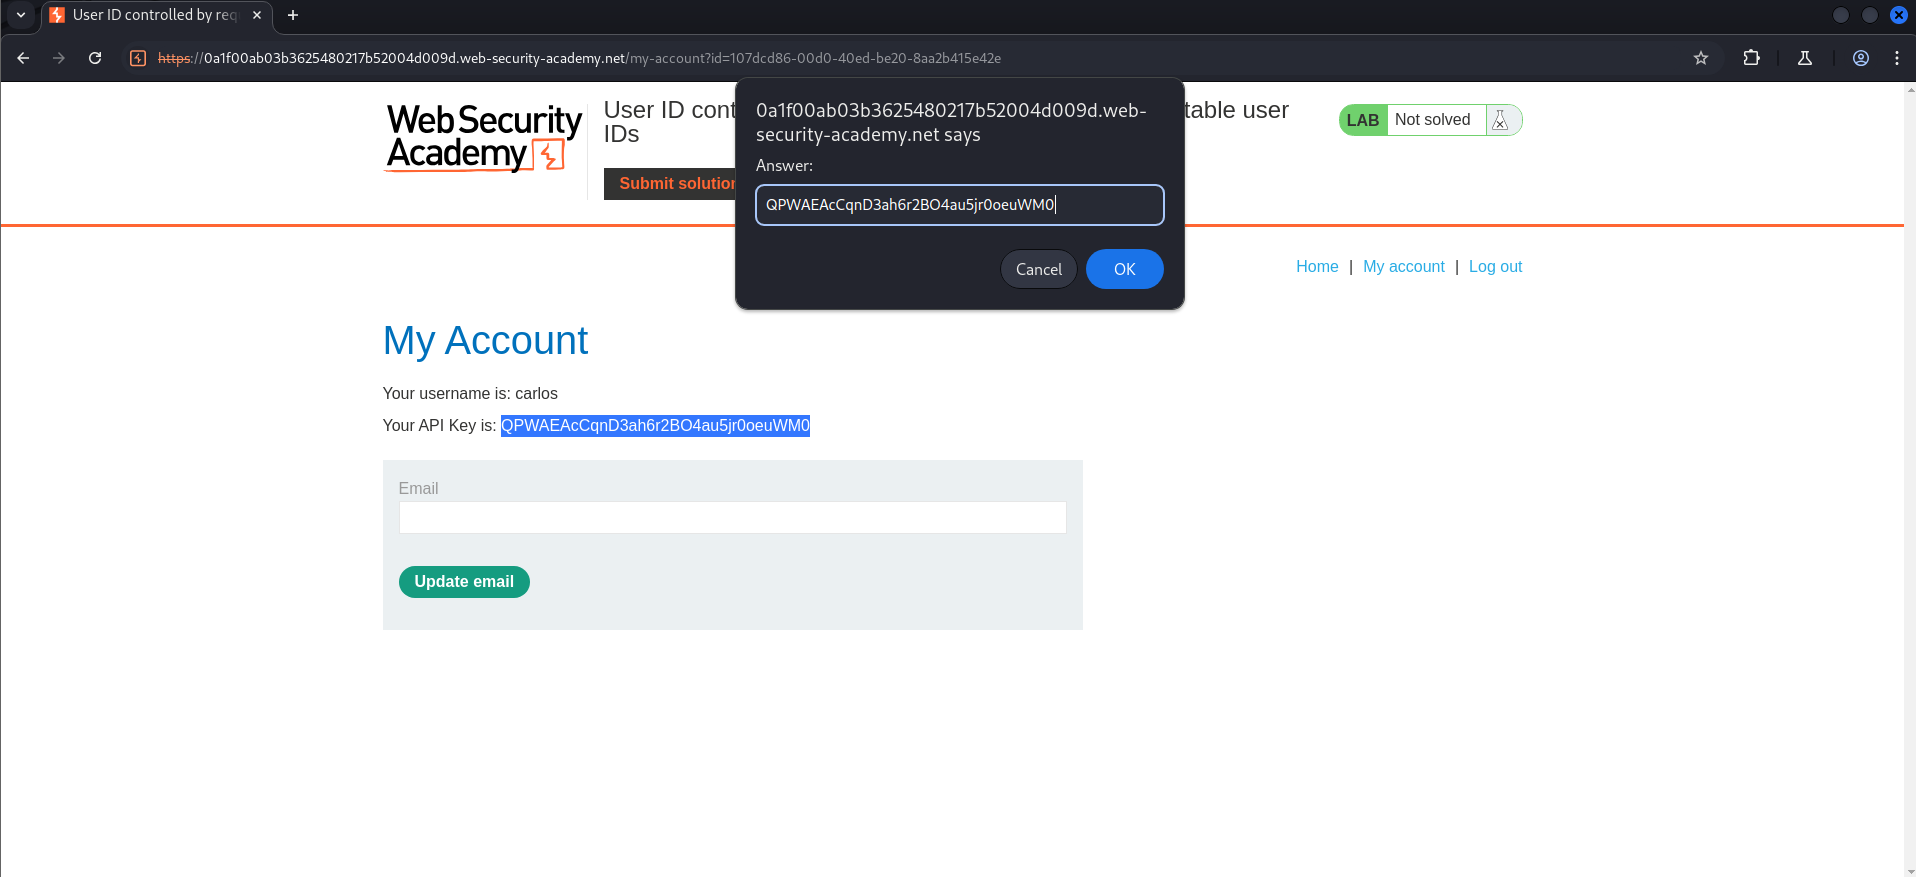 User ID controlled by req
https://0a1f00ab03b3625480217b52004d009d.web-security-academy.net/my-account?id=107dcd86-00d0-40ed-be20-8aa2b415e42e
0a1f00ab03b3625480217b52004d009d.web-
security-academy.net says
Answer:
QPWAEAcCqnD3ah6r2BO4au5jr0oeuWM0
Cancel
OK
Web Security
Academy
User ID cont
table user
IDs
Submit solution
LAB
Not solved
Home | My account | Log out
My Account
Your username is: carlos
Your API Key is: QPWAEAcCqnD3ah6r2BO4au5jr0oeuWM0
Email
Update email